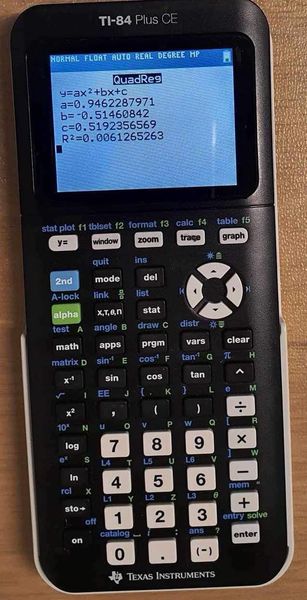 TI-84 Plus CE
NORMAL FLOAT AUTO REAL DEGREE MP
QuadReg
y=ax²+bx+c
a=0.9462287971
b=-0.51460842
c=0.5192356569
R²=0.0061265263
stat plot f1 tblset f2 format f3 calc f4 table f5
y= window zoom trace graph
quit ins
2nd mode del
A-lock link list
alpha x,τ,θ,n stat
test A angle B draw C distr
math apps prgm vars clear
matrix D sin⁻¹ E cos⁻¹ F tan⁻¹ G π H
x⁻¹ sin cos tan ^
√ I EE J { K } L e M
x² , ( ) ÷
10ˣ N u O v P w Q [ R
log 7 8 9 ×
eˣ S L4 T L5 U L6 V ] W
ln 4 5 6 −
rcl X L1 Y L2 Z L3 θ mem "
sto→ 1 2 3 +
off catalog _ i : ans ? entry solve
on 0 . (-) enter
TEXAS INSTRUMENTS